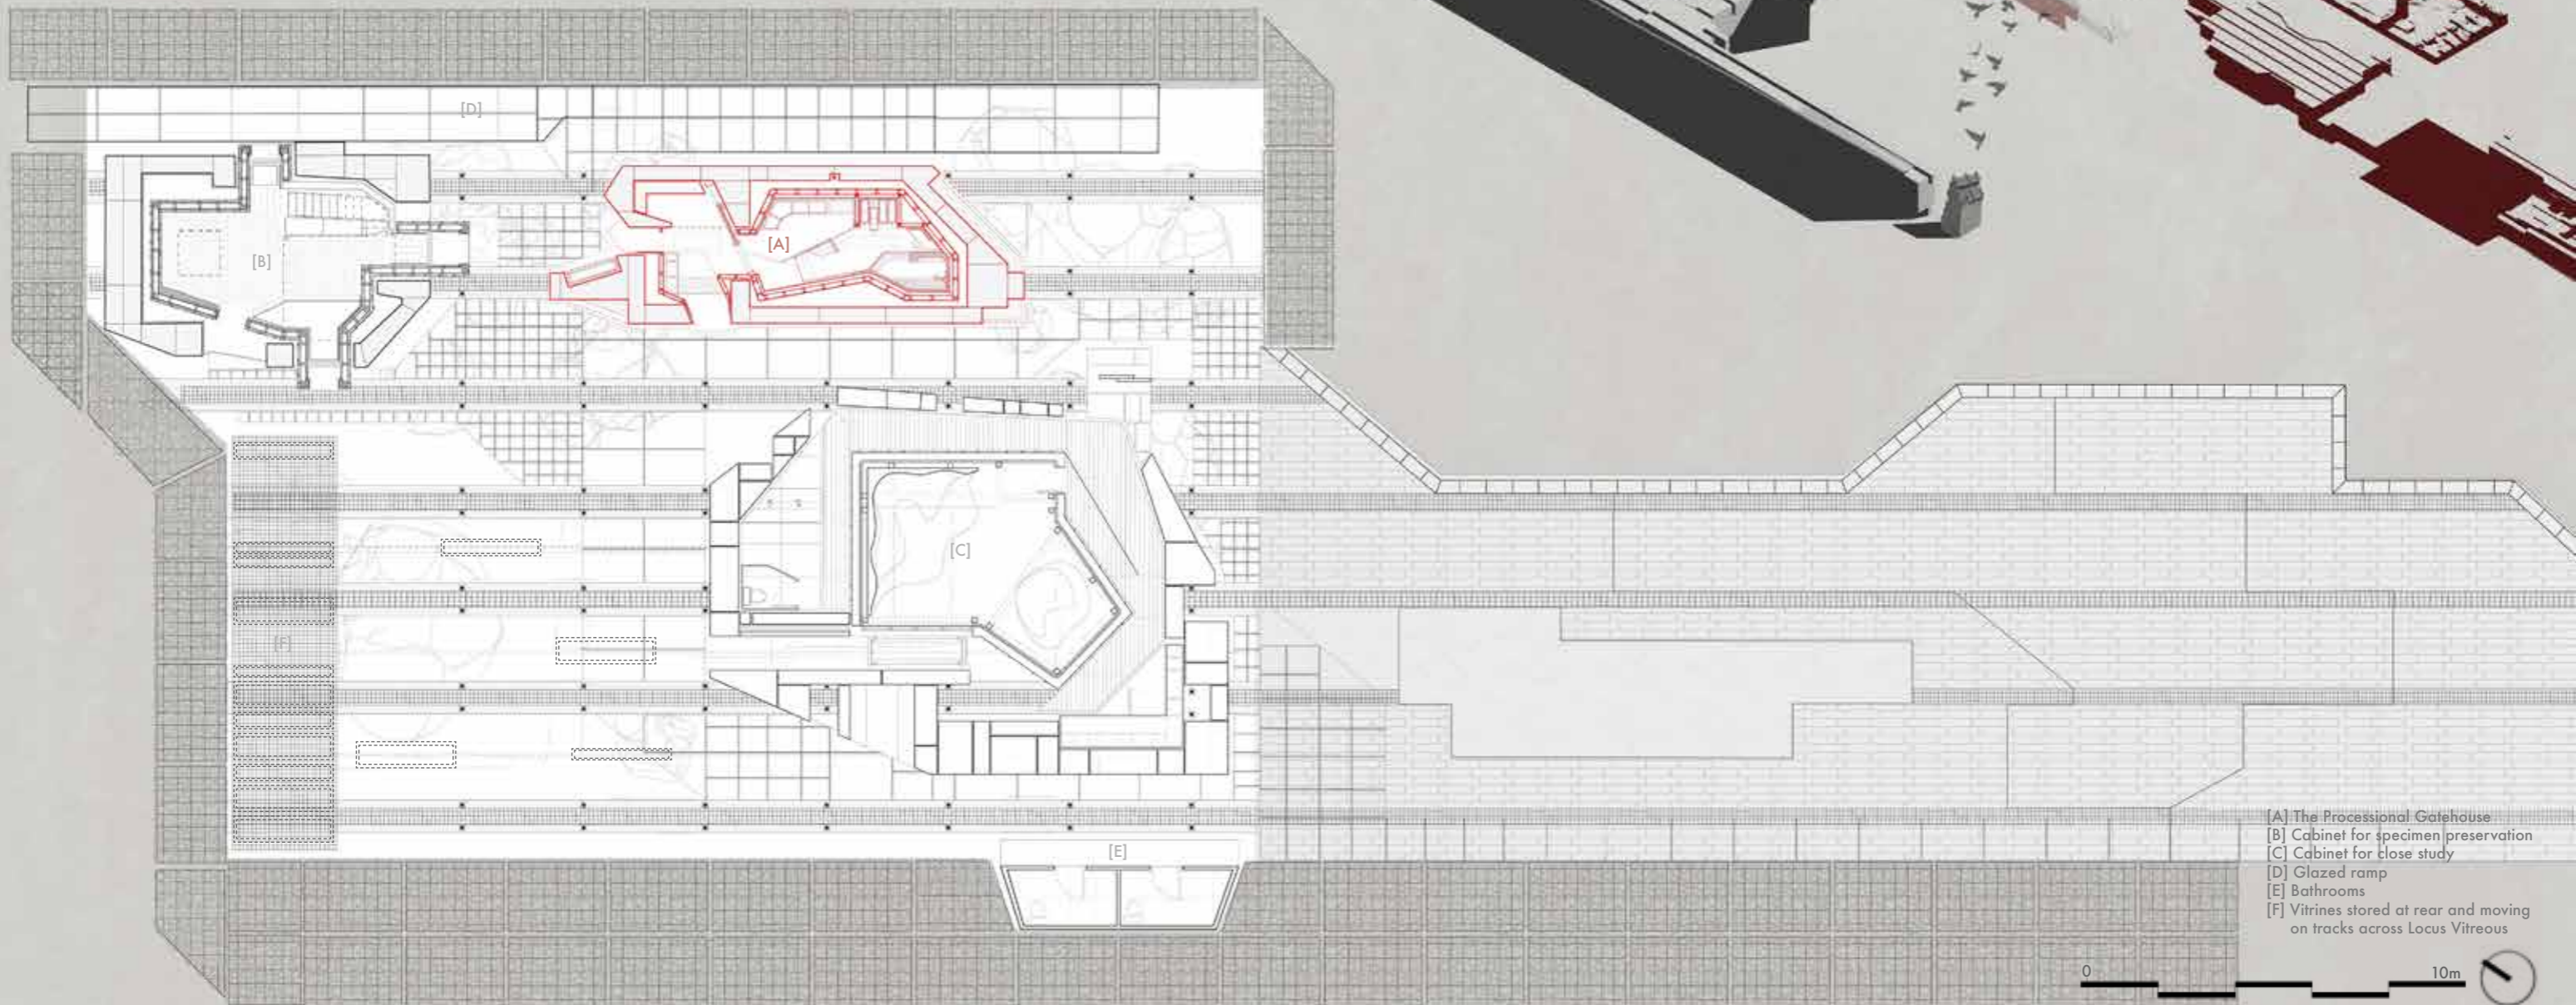 [D]
[A]
[B]
[C]
[F]
[E]
[A] The Processional Gatehouse
[B] Cabinet for specimen preservation
[C] Cabinet for close study
[D] Glazed ramp
[E] Bathrooms
[F] Vitrines stored at rear and moving
on tracks across Locus Vitreous
0 10m